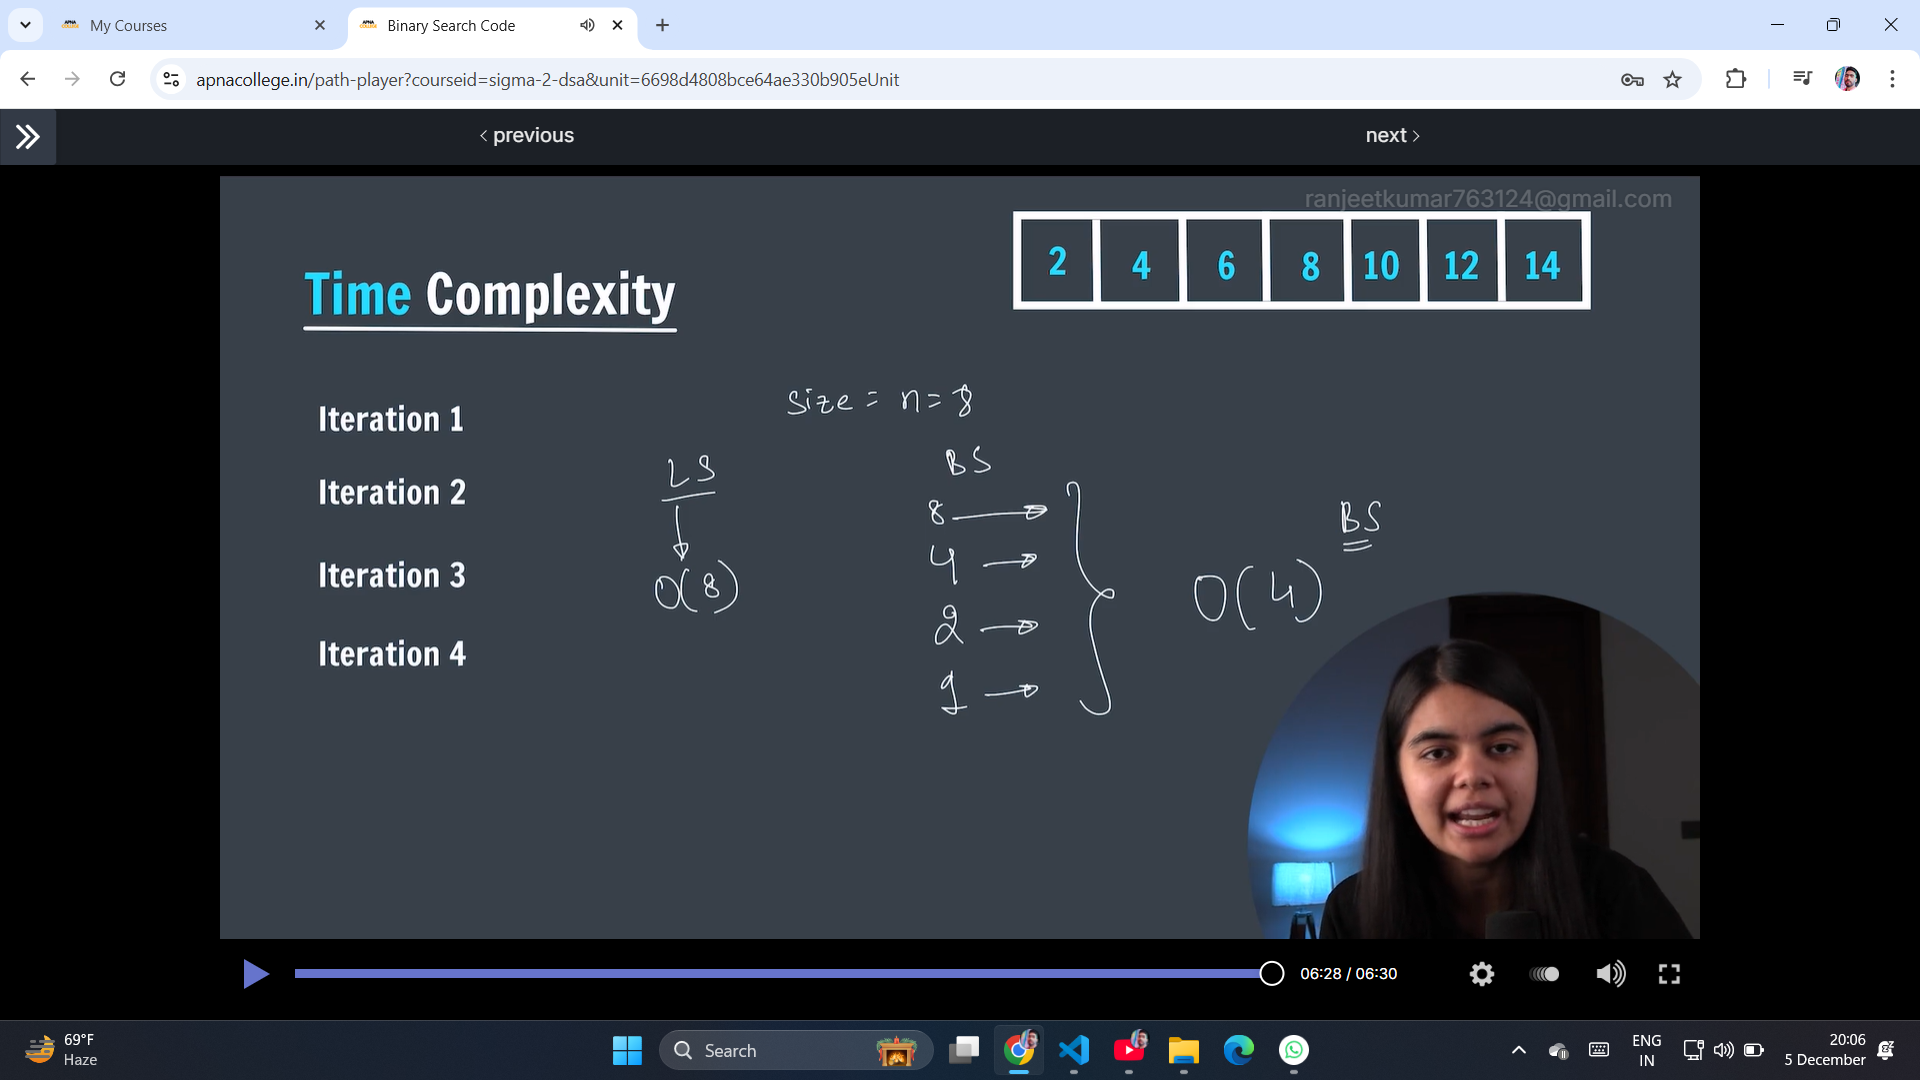 My Courses
Binary Search Code
apnacollege.in/path-player?courseid=sigma-2-dsa&unit=6698d4808bce64ae330b905eUnit
< previous
next >
ranjeetkumar763124@gmail.com
2 4 6 8 10 12 14
Time Complexity
Size = n = 8
Iteration 1
BS
LS
Iteration 2
8
BS
4
Iteration 3
O(8)
O(4)
2
Iteration 4
1
06:28 / 06:30
69°F
Haze
Search
ENG
IN
20:06
5 December